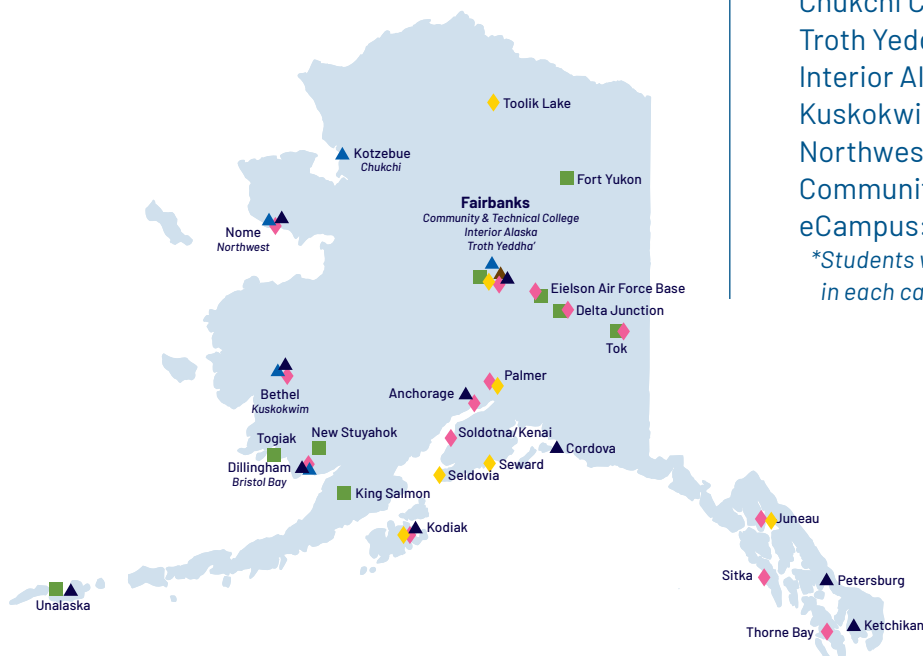 Toolik Lake
Kotzebue
Chukchi
Fort Yukon
Fairbanks
Community & Technical College
Interior Alaska
Troth Yeddha'
Nome
Northwest
Eielson Air Force Base
Delta Junction
Tok
Palmer
Anchorage
Bethel
Kuskokwim
New Stuyahok
Togiak
Soldotna/Kenai
Cordova
Dillingham
Bristol Bay
Seward
Seldovia
King Salmon
Kodiak
Juneau
Sitka
Petersburg
Unalaska
Thorne Bay
Ketchikan
Chukchi C
Troth Yedd
Interior Al
Kuskokwi
Northwes
Communit
eCampus:
*Students
in each ca